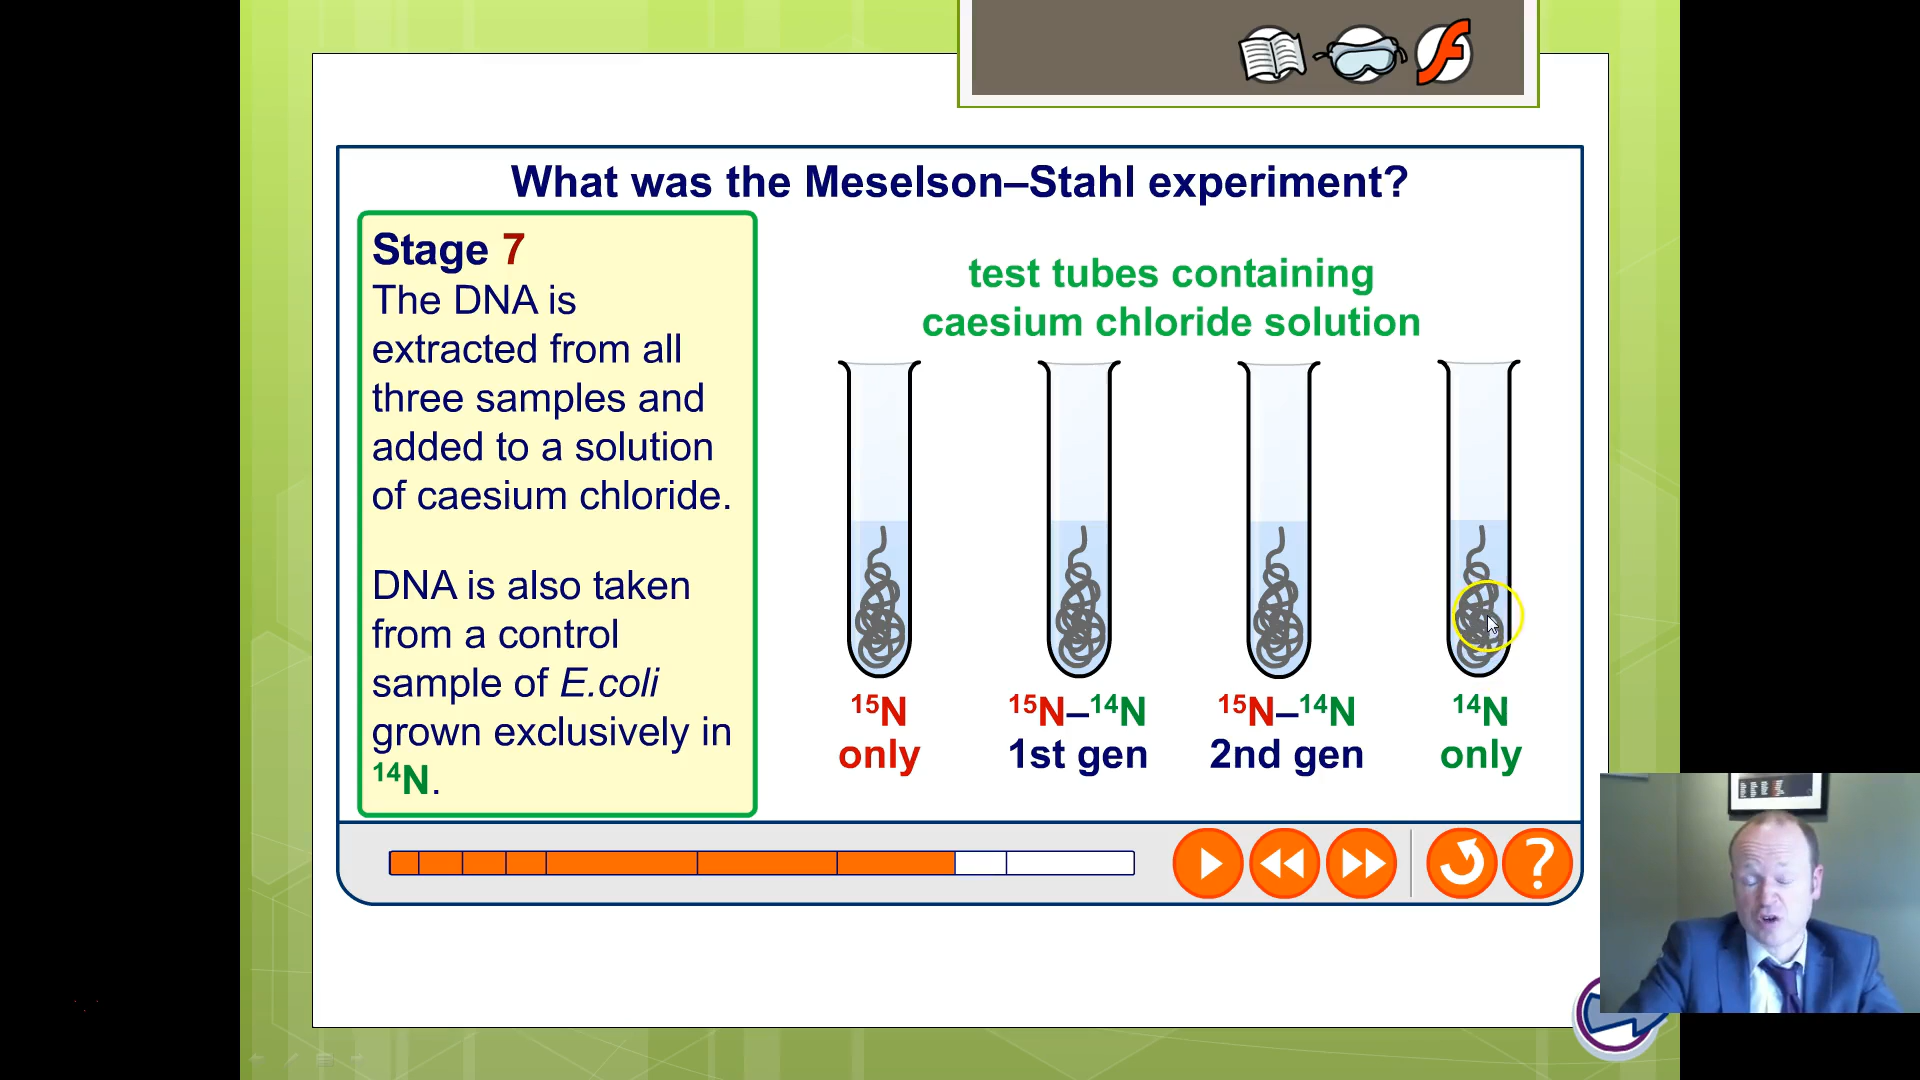 What was the Meselson–Stahl experiment?
Stage 7
The DNA is
extracted from all
three samples and
added to a solution
of caesium chloride.
DNA is also taken
from a control
sample of E.coli
grown exclusively in
¹⁴N.
test tubes containing
caesium chloride solution
¹⁵N
only
¹⁵N–¹⁴N
1st gen
¹⁵N–¹⁴N
2nd gen
¹⁴N
only
?